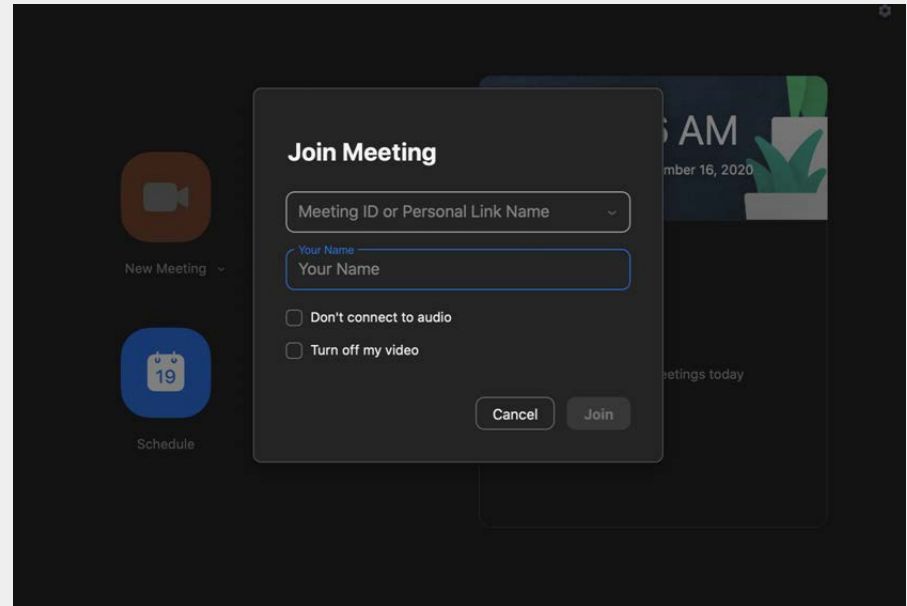 AM
mber 16, 2020
Join Meeting
Meeting ID or Personal Link Name
Your Name
Your Name
Don't connect to audio
Turn off my video
Cancel
Join
New Meeting
19
Schedule
etings today